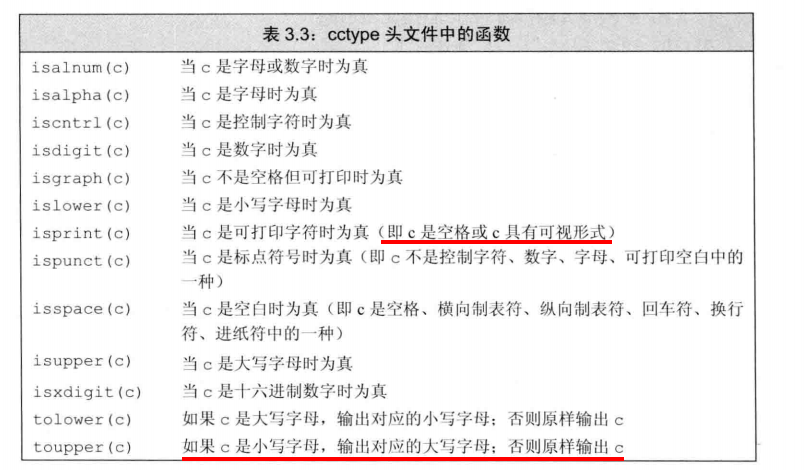 表 3.3：cctype 头文件中的函数
isalnum(c) 当 c 是字母或数字时为真
isalpha(c) 当 c 是字母时为真
iscntrl(c) 当 c 是控制字符时为真
isdigit(c) 当 c 是数字时为真
isgraph(c) 当 c 不是空格但可打印时为真
islower(c) 当 c 是小写字母时为真
isprint(c) 当 c 是可打印字符时为真（即 c 是空格或 c 具有可视形式）
ispunct(c) 当 c 是标点符号时为真（即 c 不是控制字符、数字、字母、可打印空白中的
一种）
isspace(c) 当 c 是空白时为真（即 c 是空格、横向制表符、纵向制表符、回车符、换行
符、进纸符中的一种）
isupper(c) 当 c 是大写字母时为真
isxdigit(c) 当 c 是十六进制数字时为真
tolower(c) 如果 c 是大写字母，输出对应的小写字母；否则原样输出 c
toupper(c) 如果 c 是小写字母，输出对应的大写字母；否则原样输出 c